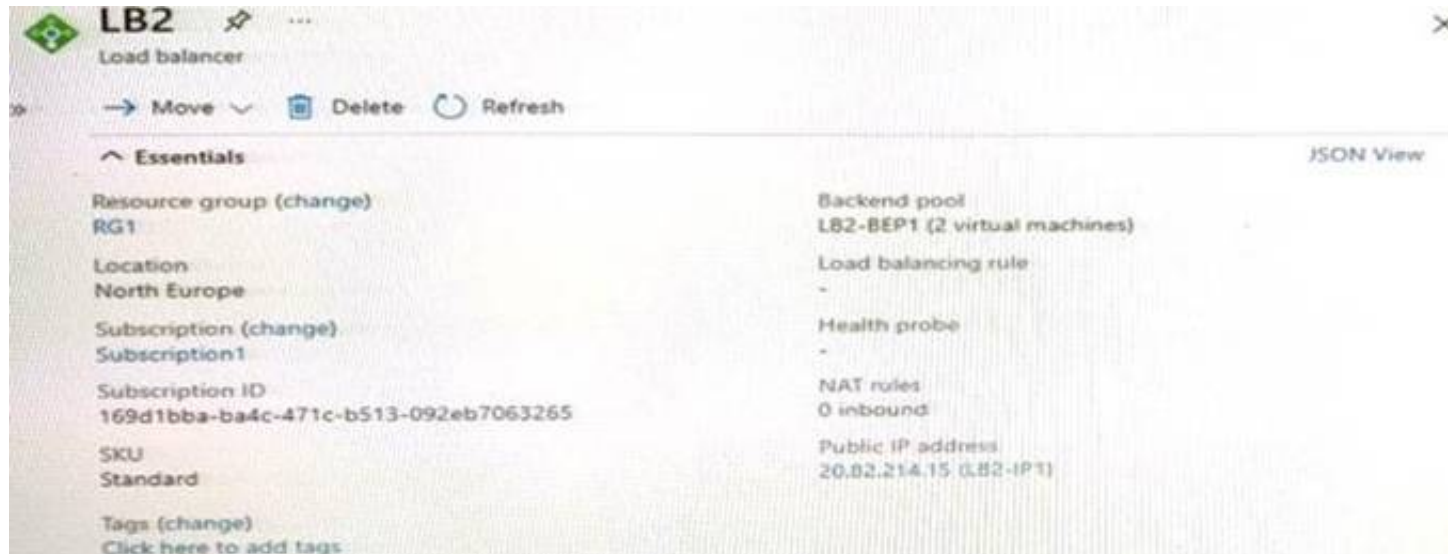 LB2
Load balancer
Move
Delete
Refresh
Essentials
JSON View
Resource group (change)
RG1
Location
North Europe
Subscription (change)
Subscription1
Subscription ID
169d1bba-ba4c-471c-b513-092eb7063265
SKU
Standard
Tags (change)
Click here to add tags
Backend pool
LB2-BEP1 (2 virtual machines)
Load balancing rule
-
Health probe
-
NAT rules
0 inbound
Public IP address
20.82.214.15 (LB2-IP1)